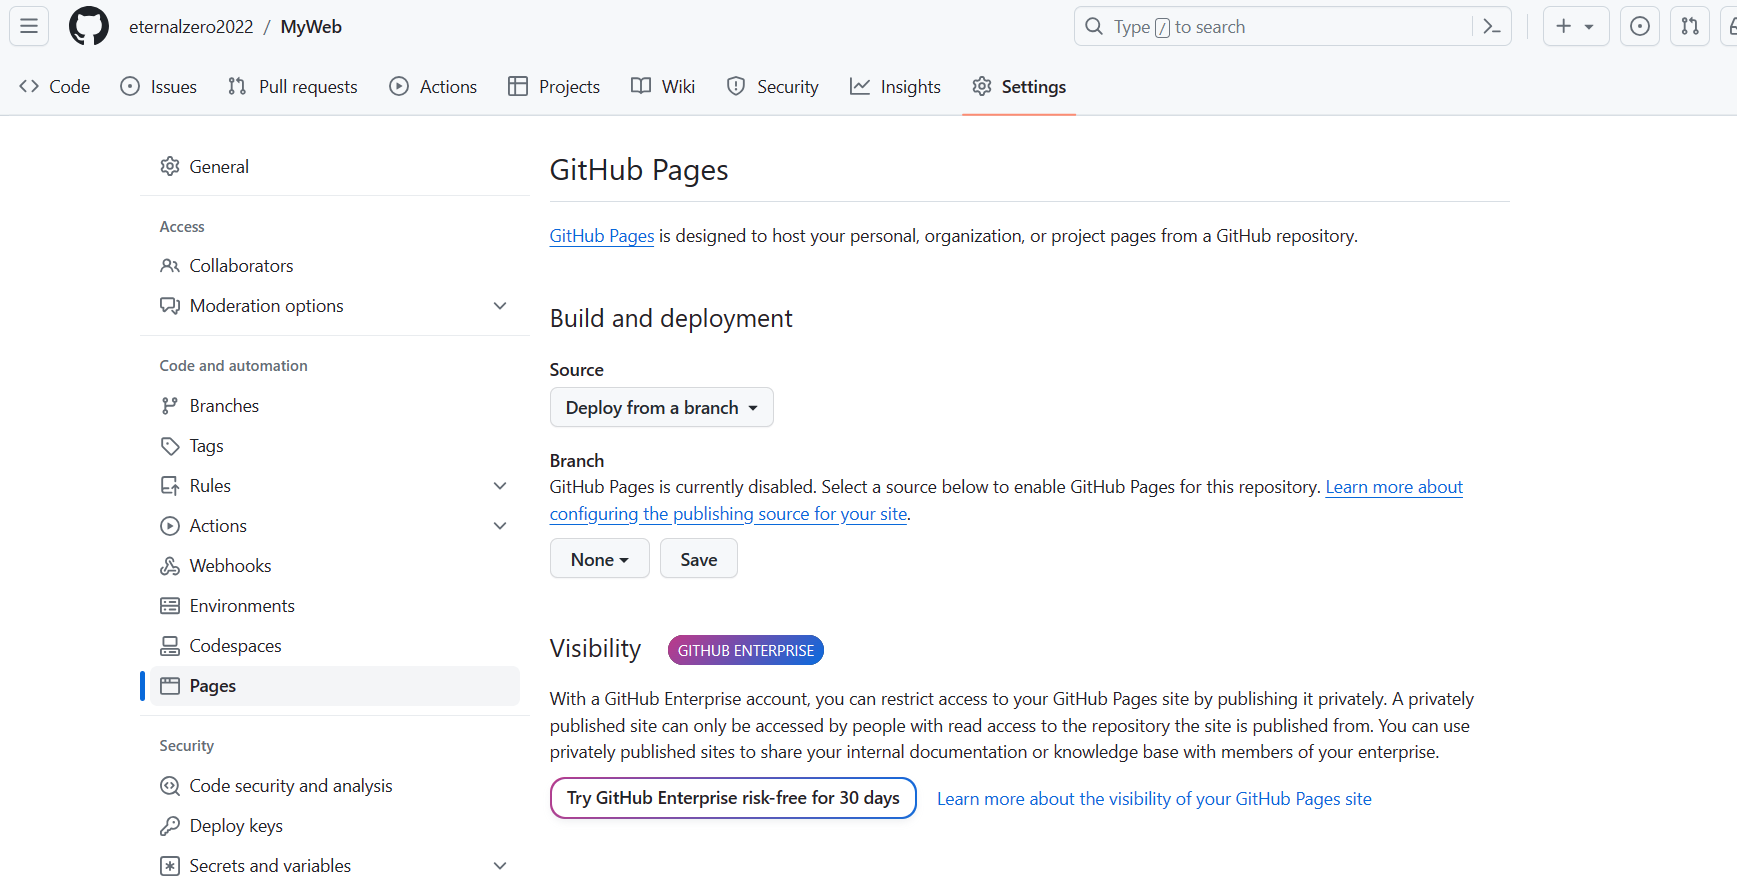 eternalzero2022 / MyWeb
Type / to search
Code
Issues
Pull requests
Actions
Projects
Wiki
Security
Insights
Settings
General
Access
Collaborators
Moderation options
Code and automation
Branches
Tags
Rules
Actions
Webhooks
Environments
Codespaces
Pages
Security
Code security and analysis
Deploy keys
Secrets and variables
GitHub Pages
GitHub Pages is designed to host your personal, organization, or project pages from a GitHub repository.
Build and deployment
Source
Deploy from a branch
Branch
GitHub Pages is currently disabled. Select a source below to enable GitHub Pages for this repository. Learn more about
configuring the publishing source for your site.
None
Save
Visibility
GITHUB ENTERPRISE
With a GitHub Enterprise account, you can restrict access to your GitHub Pages site by publishing it privately. A privately
published site can only be accessed by people with read access to the repository the site is published from. You can use
privately published sites to share your internal documentation or knowledge base with members of your enterprise.
Try GitHub Enterprise risk-free for 30 days
Learn more about the visibility of your GitHub Pages site